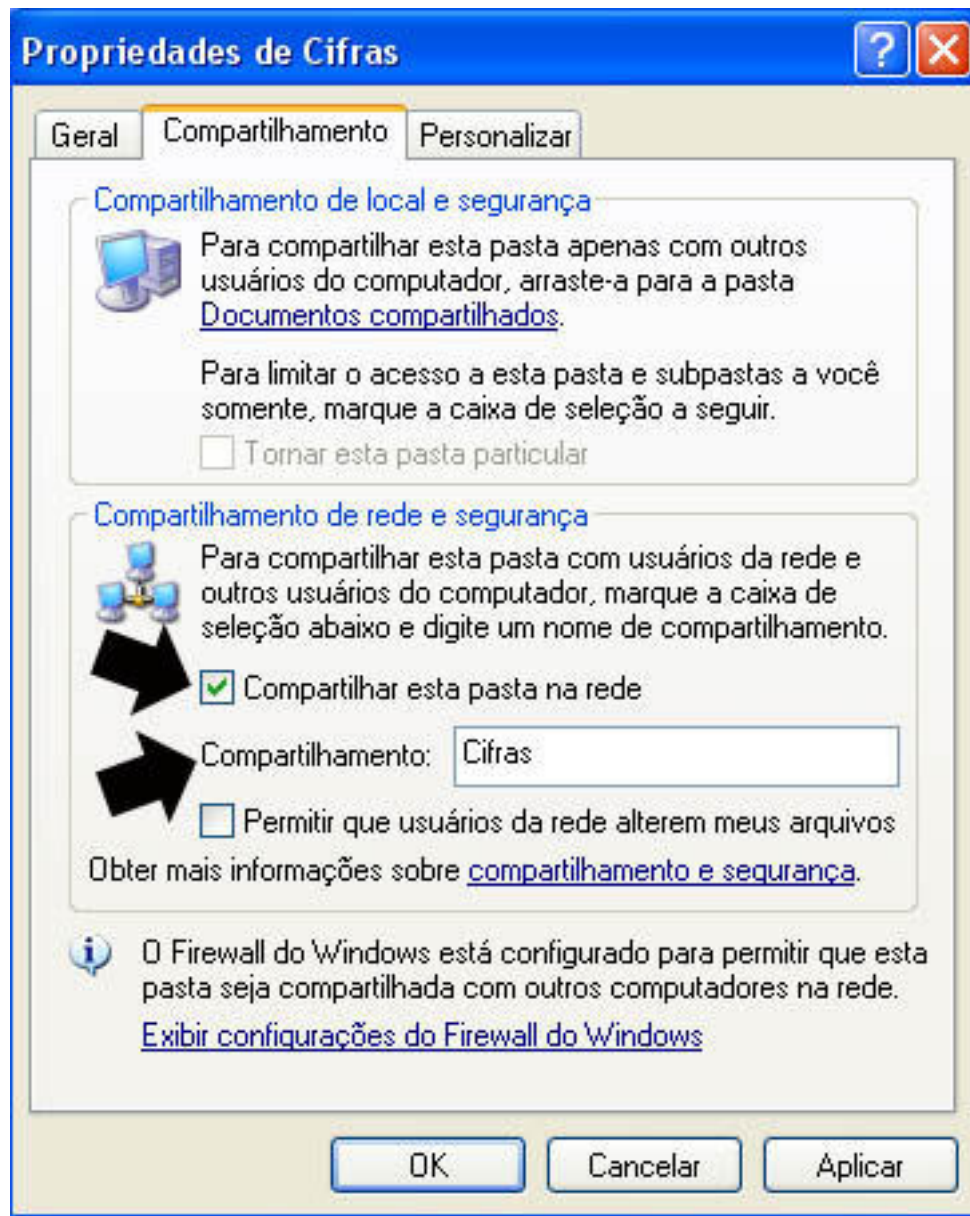 Propriedades de Cifras
Geral
Compartilhamento
Personalizar
Compartilhamento de local e segurança
Para compartilhar esta pasta apenas com outros
usuários do computador, arraste-a para a pasta
Documentos compartilhados.
Para limitar o acesso a esta pasta e subpastas a você
somente, marque a caixa de seleção a seguir.
Tornar esta pasta particular
Compartilhamento de rede e segurança
Para compartilhar esta pasta com usuários da rede e
outros usuários do computador, marque a caixa de
seleção abaixo e digite um nome de compartilhamento.
Compartilhar esta pasta na rede
Compartilhamento: Cifras
Permitir que usuários da rede alterem meus arquivos
Obter mais informações sobre compartilhamento e segurança.
O Firewall do Windows está configurado para permitir que esta
pasta seja compartilhada com outros computadores na rede.
Exibir configurações do Firewall do Windows
OK
Cancelar
Aplicar